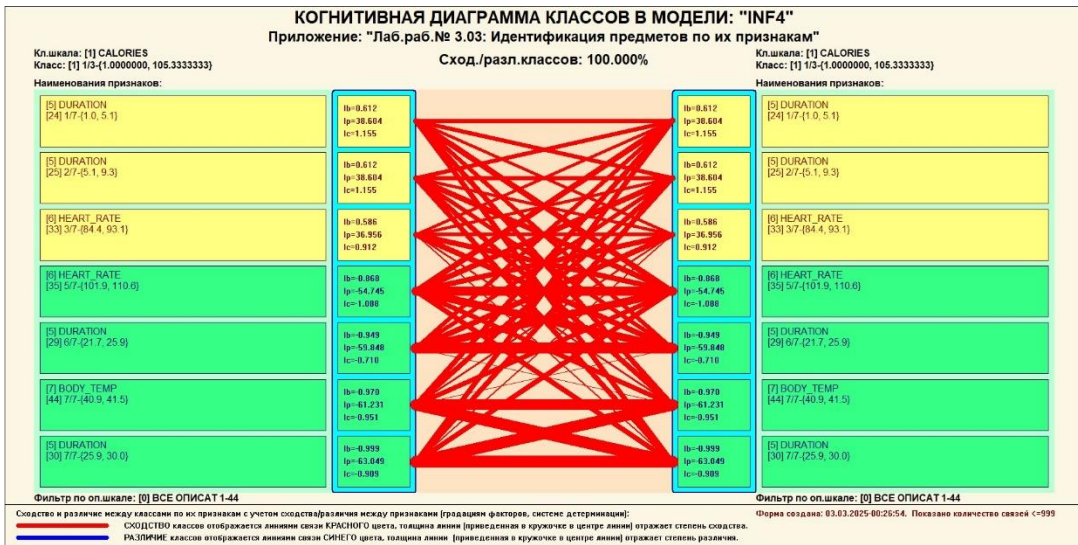 КОГНИТИВНАЯ ДИАГРАММА КЛАССОВ В МОДЕЛИ: "INF4"
Приложение: "Лаб.раб.№ 3.03: Идентификация предметов по их признакам"
Кл.шкала: [1] CALORIES
Класс: [1] 1/3-{1.0000000, 105.3333333}
Сход./разл.классов: 100.000%
Кл.шкала: [1] CALORIES
Класс: [1] 1/3-{1.0000000, 105.3333333}
Наименования признаков:
Наименования признаков:
[5] DURATION
[24] 1/7-{1.0, 5.1}
Ib=0.612
Ip=38.604
Ic=1.155
Ib=0.612
Ip=38.604
Ic=1.155
[5] DURATION
[24] 1/7-{1.0, 5.1}
[5] DURATION
[25] 2/7-{5.1, 9.3}
Ib=0.612
Ip=38.604
Ic=1.155
Ib=0.612
Ip=38.604
Ic=1.155
[5] DURATION
[25] 2/7-{5.1, 9.3}
[6] HEART_RATE
[33] 3/7-{84.4, 93.1}
Ib=0.586
Ip=36.956
Ic=0.912
Ib=0.586
Ip=36.956
Ic=0.912
[6] HEART_RATE
[33] 3/7-{84.4, 93.1}
[6] HEART_RATE
[35] 5/7-{101.9, 110.6}
Ib=-0.868
Ip=-54.745
Ic=-1.088
Ib=-0.868
Ip=-54.745
Ic=-1.088
[6] HEART_RATE
[35] 5/7-{101.9, 110.6}
[5] DURATION
[29] 6/7-{21.7, 25.9}
Ib=-0.949
Ip=-59.848
Ic=-0.710
Ib=-0.949
Ip=-59.848
Ic=-0.710
[5] DURATION
[29] 6/7-{21.7, 25.9}
[7] BODY_TEMP
[44] 7/7-{40.9, 41.5}
Ib=-0.970
Ip=-61.231
Ic=-0.951
Ib=-0.970
Ip=-61.231
Ic=-0.951
[7] BODY_TEMP
[44] 7/7-{40.9, 41.5}
[5] DURATION
[30] 7/7-{25.9, 30.0}
Ib=-0.999
Ip=-63.049
Ic=-0.909
Ib=-0.999
Ip=-63.049
Ic=-0.909
[5] DURATION
[30] 7/7-{25.9, 30.0}
Фильтр по оп.шкале: [0] ВСЕ ОПИСАТ 1-44
Фильтр по оп.шкале: [0] ВСЕ ОПИСАТ 1-44
Сходство и различие между классами по их признакам с учетом сходства/различия между признаками (градациям факторов, системе детерминации):
Форма создана: 03.03.2025-00:26:54. Показано количество связей <=999
СХОДСТВО классов отображается линиями связи КРАСНОГО цвета, толщина линии (приведенная в кружочке в центре линии) отражает степень сходства.
РАЗЛИЧИЕ классов отображается линиями связи СИНЕГО цвета, толщина линии (приведенная в кружочке в центре линии) отражает степень различия.